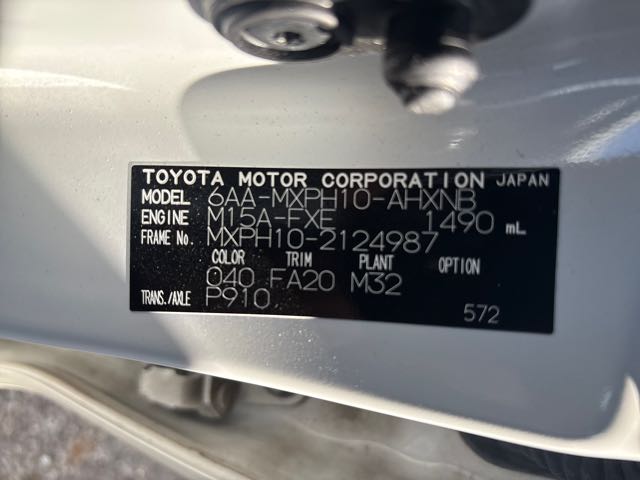 TOYOTA MOTOR CORPORATION JAPAN
MODEL 6AA-MXPH10-AHXNB
ENGINE M15A-FXE 1490 mL
FRAME No. MXPH10-2124987
COLOR TRIM PLANT OPTION
040 FA20 M32
TRANS./AXLE P910
572